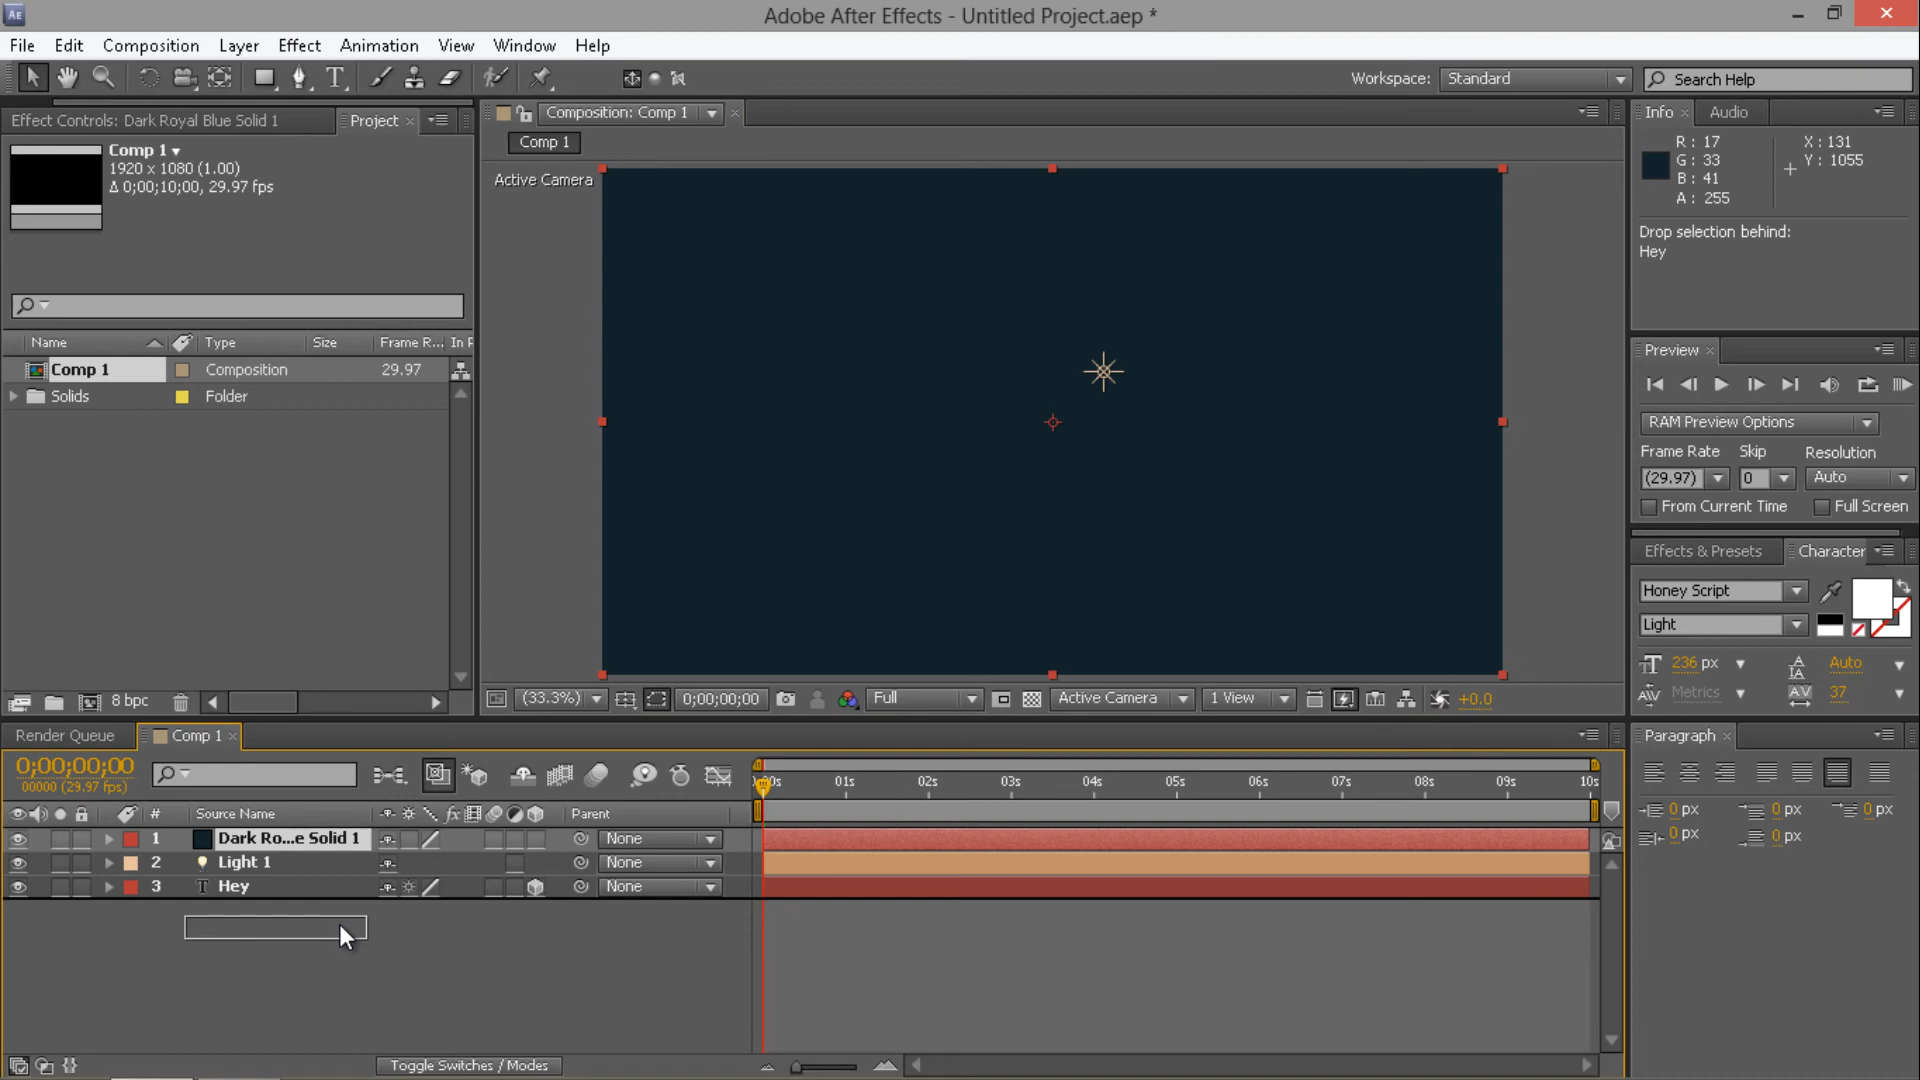 Adobe After Effects - Untitled Project.aep *
File Edit Composition Layer Effect Animation View Window Help
Workspace: Standard Search Help
Effect Controls: Dark Royal Blue Solid 1 Project
Comp 1
1920 x 1080 (1.00)
Δ 0;00;10;00, 29.97 fps
Name Type Size Frame R... In P
Comp 1 Composition 29.97
Solids Folder
8 bpc
Composition: Comp 1
Comp 1
Active Camera
(33.3%) 0;00;00;00 Full Active Camera 1 View +0.0
Info Audio
R : 17 X : 131
G : 33 Y : 1055
B : 41
A : 255
Drop selection behind:
Hey
Preview
RAM Preview Options
Frame Rate Skip Resolution
(29.97) 0 Auto
From Current Time Full Screen
Effects & Presets Character
Honey Script
Light
236 px Auto
Metrics 37
Paragraph
0 px 0 px 0 px
0 px 0 px
Render Queue Comp 1
0;00;00;00
00000 (29.97 fps)
00s 01s 02s 03s 04s 05s 06s 07s 08s 09s 10s
# Source Name fx Parent
1 Dark Ro...e Solid 1 None
2 Light 1 None
3 Hey None
Toggle Switches / Modes